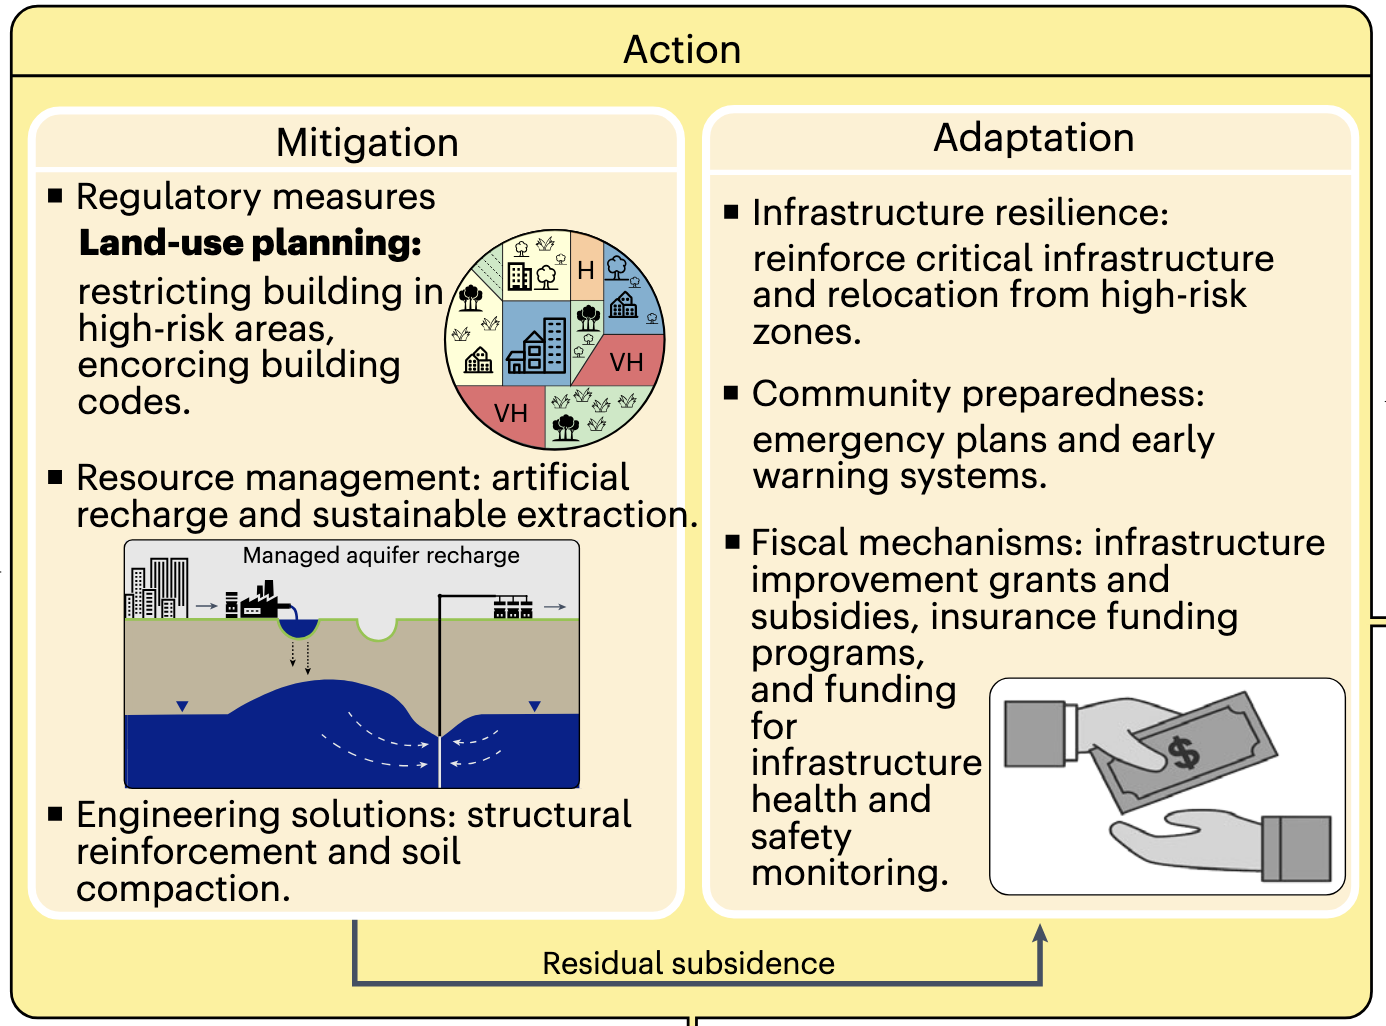 Action
Mitigation
■ Regulatory measures
Land-use planning:
restricting building in
high-risk areas,
encorcing building
codes.
H
VH
VH
■ Resource management: artificial
recharge and sustainable extraction.
Managed aquifer recharge
■ Engineering solutions: structural
reinforcement and soil
compaction.
Adaptation
■ Infrastructure resilience:
reinforce critical infrastructure
and relocation from high-risk
zones.
■ Community preparedness:
emergency plans and early
warning systems.
■ Fiscal mechanisms: infrastructure
improvement grants and
subsidies, insurance funding
programs,
and funding
for
infrastructure
health and
safety
monitoring.
$
Residual subsidence